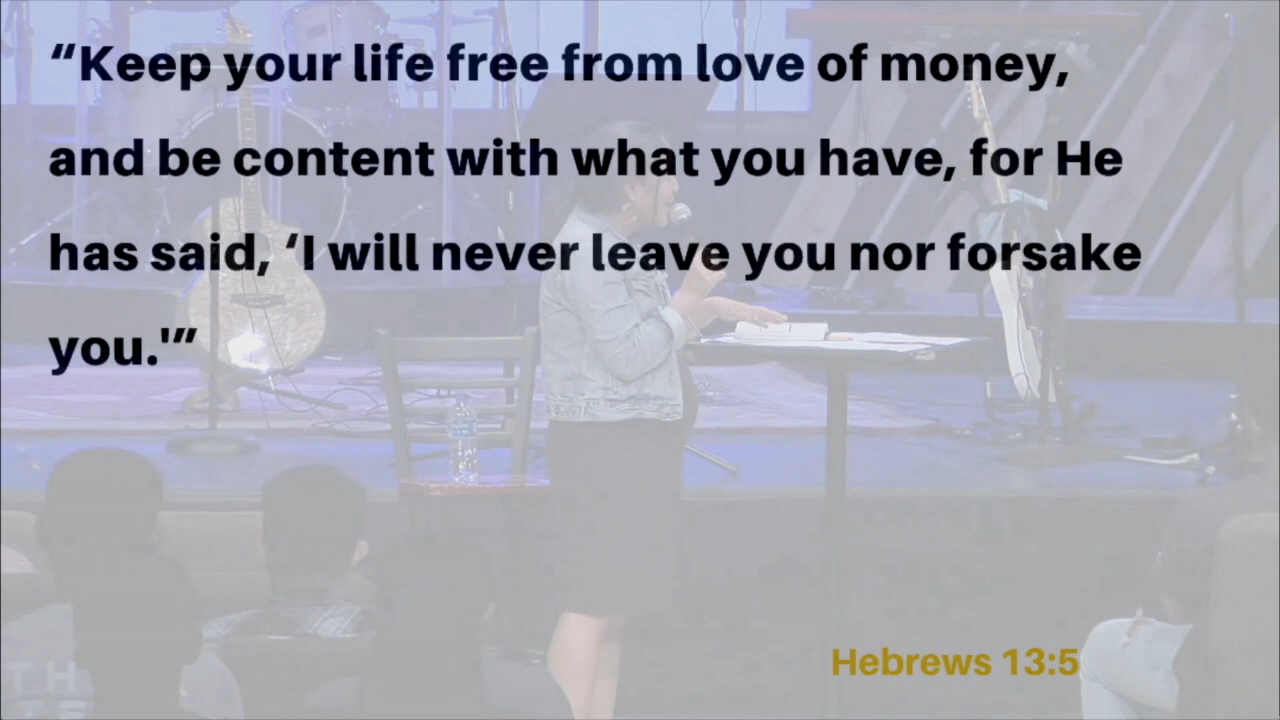 “Keep your life free from love of money,
and be content with what you have, for He
has said, ‘I will never leave you nor forsake
you.'”
Hebrews 13:5